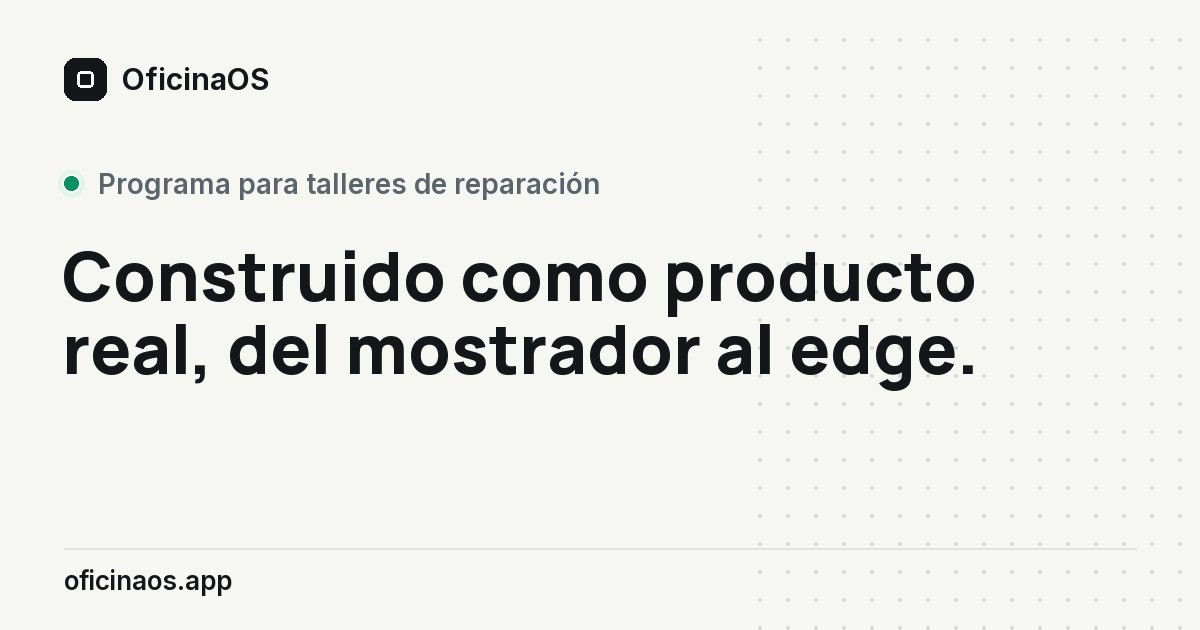 OficinaOS
Programa para talleres de reparación
Construido como producto
real, del mostrador al edge.
oficinaos.app